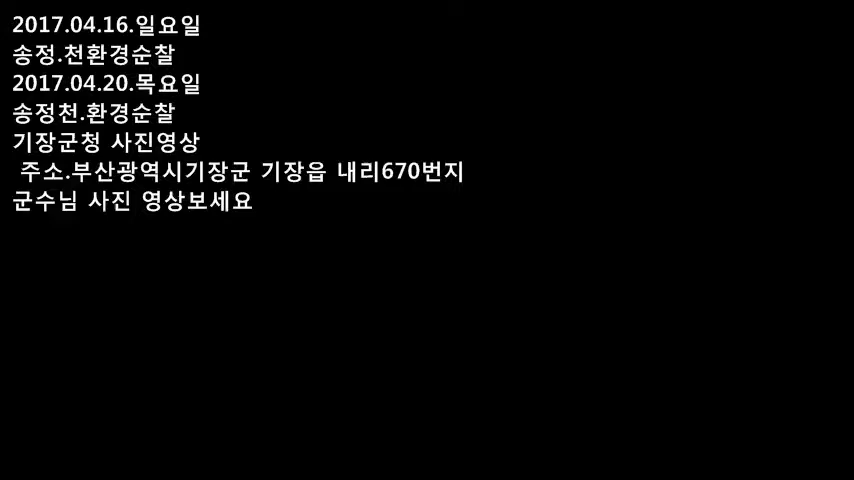 2017.04.16.일요일
송정.천환경순찰
2017.04.20.목요일
송정천.환경순찰
기장군청 사진영상
주소.부산광역시기장군 기장읍 내리670번지
군수님 사진 영상보세요